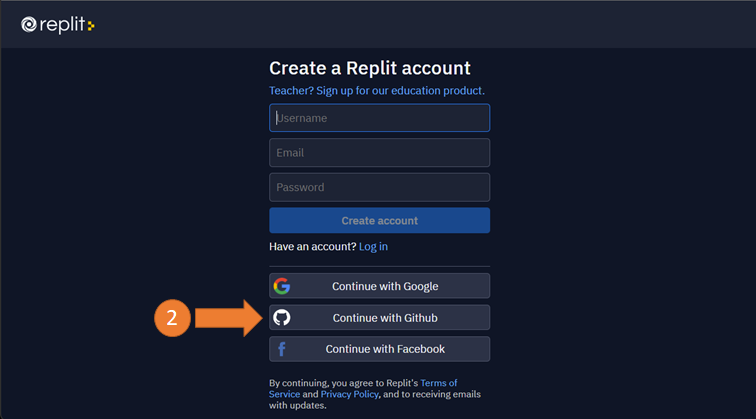 replit
Create a Replit account
Teacher? Sign up for our education product.
Username
Email
Password
Create account
Have an account? Log in
Continue with Google
2
Continue with Github
Continue with Facebook
By continuing, you agree to Replit's Terms of
Service and Privacy Policy, and to receiving emails
with updates.